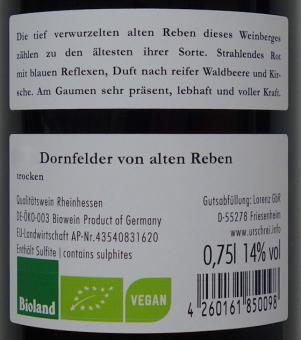 Die tief verwurzelten alten Reben dieses Weinberges
zählen zu den ältesten ihrer Sorte. Strahlendes Rot
mit blauen Reflexen, Duft nach reifer Waldbeere und Kir-
sche. Am Gaumen sehr präsent, lebhaft und voller Kraft.
Dornfelder von alten Reben
trocken
Qualitätswein Rheinhessen
DE-ÖKO-003 Biowein Product of Germany
EU-Landwirtschaft AP-Nr.43540831620
Enthält Sulfite | contains sulphites
Gutsabfüllung: Lorenz GbR
D-55278 Friesenheim
www.urschrei.info
0,75l 14% vol
Bioland
VEGAN
4 260161 850098